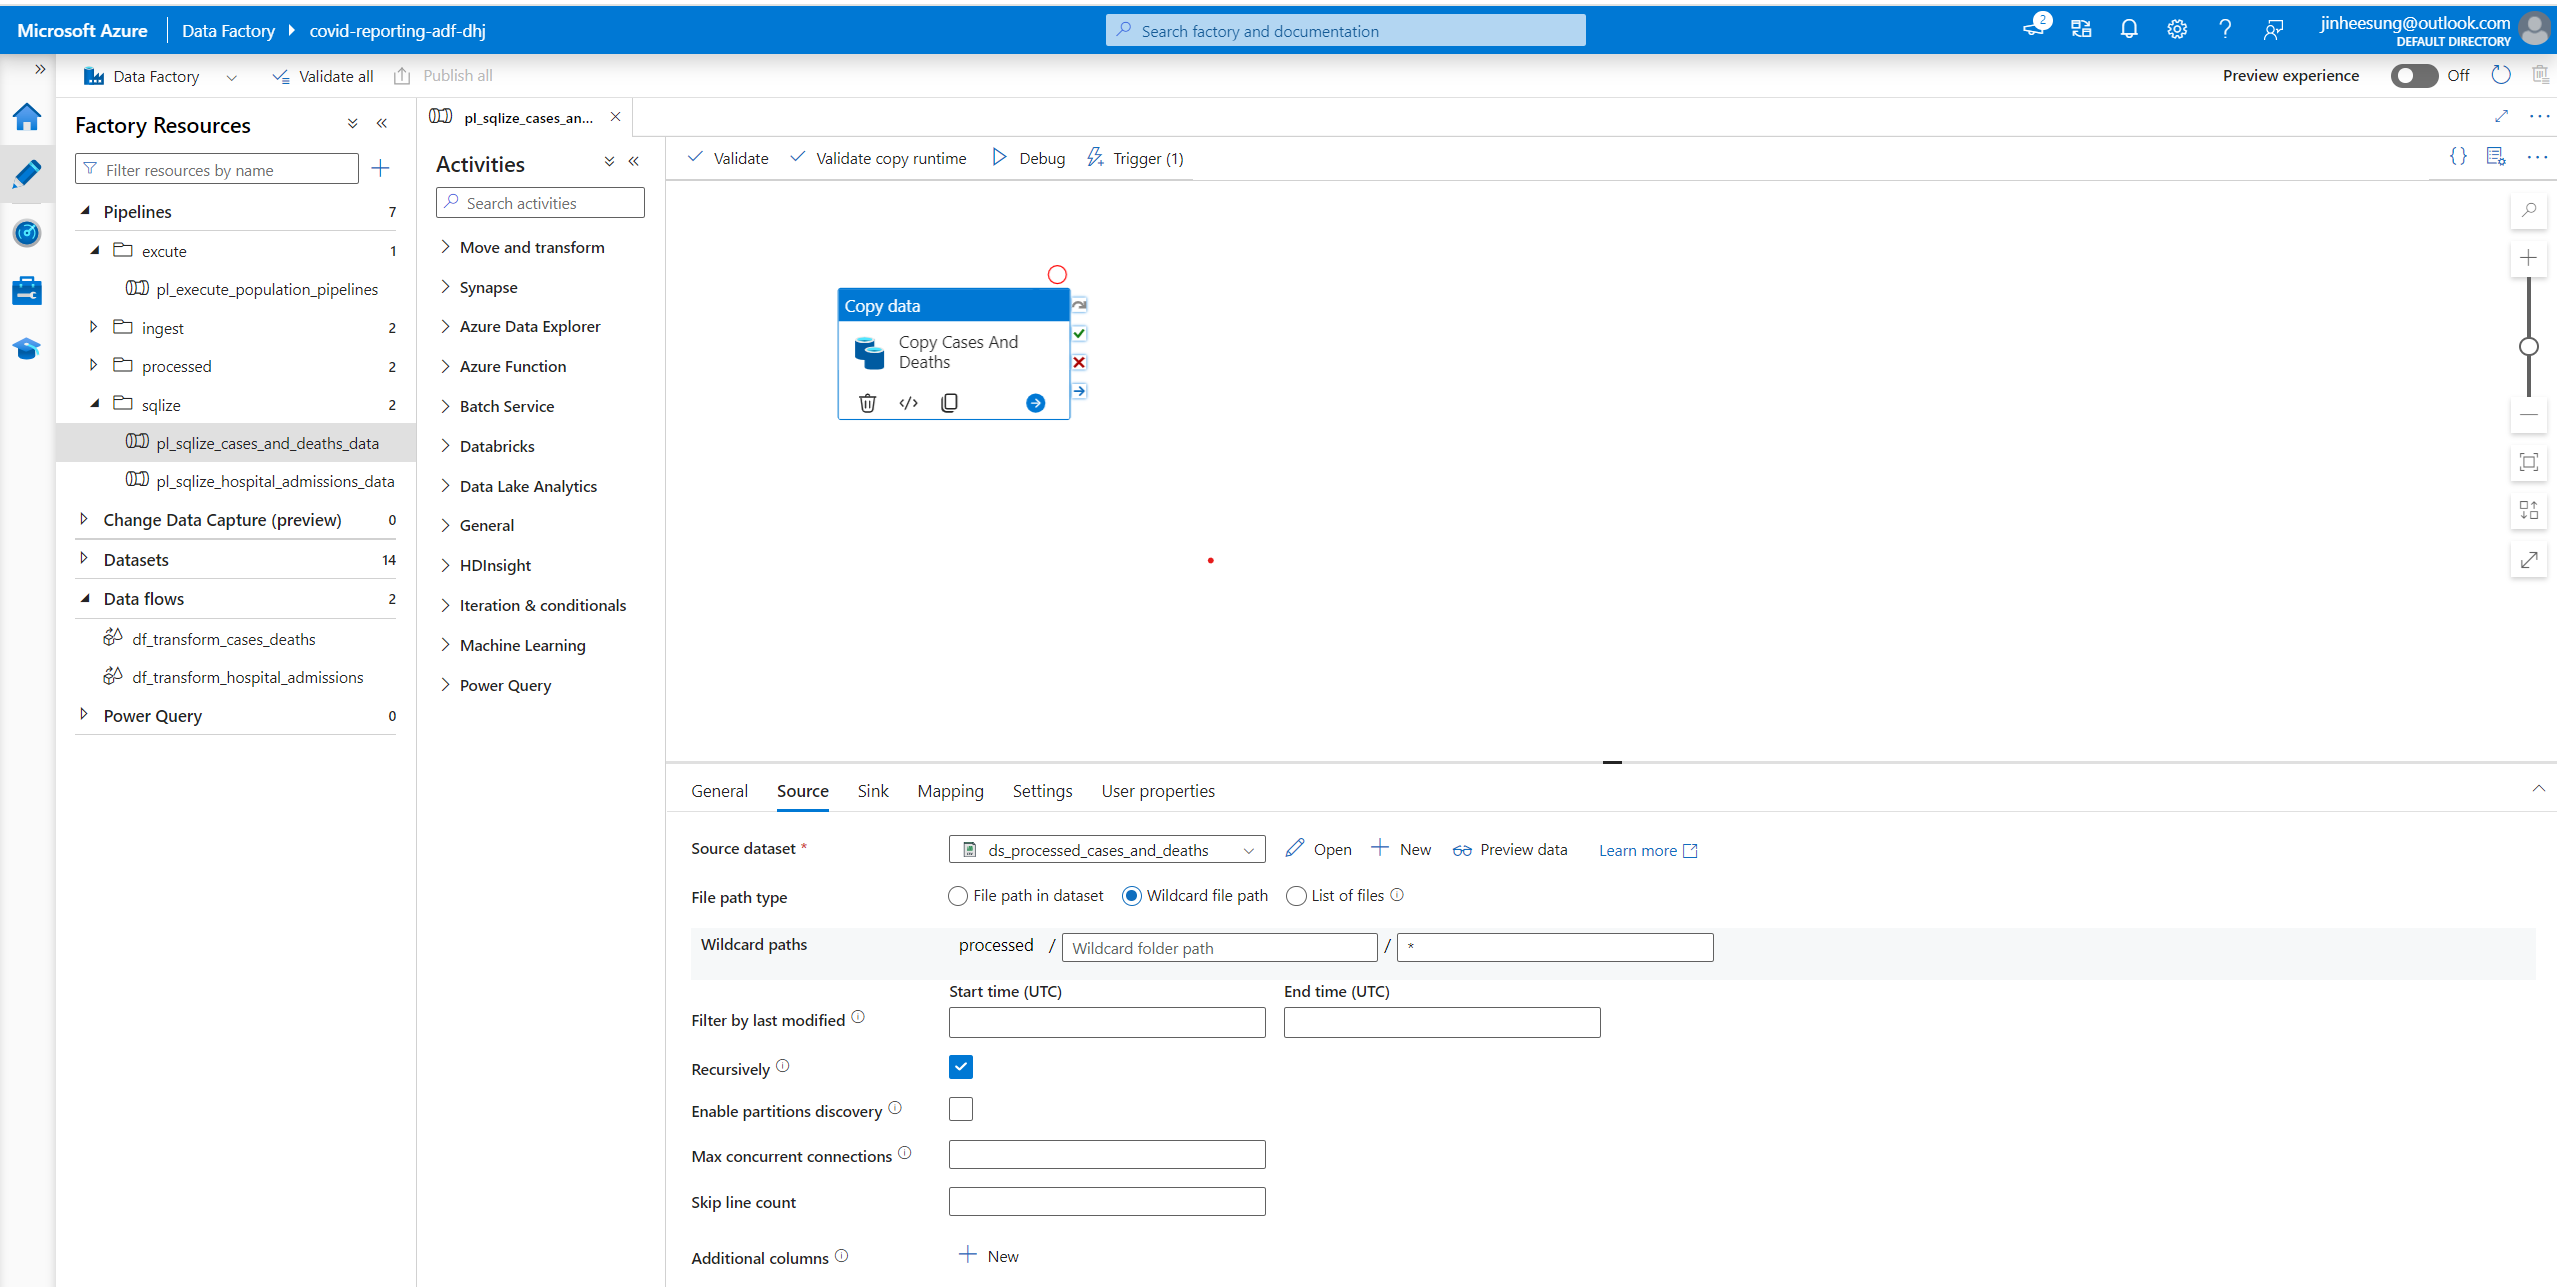 Microsoft Azure Data Factory covid-reporting-adf-dhj Search factory and documentation 2 jinheesung@outlook.com
DEFAULT DIRECTORY
Data Factory Validate all Publish all Preview experience Off
Factory Resources
Filter resources by name
Pipelines 7
excute 1
pl_execute_population_pipelines
ingest 2
processed 2
sqlize 2
pl_sqlize_cases_and_deaths_data
pl_sqlize_hospital_admissions_data
Change Data Capture (preview) 0
Datasets 14
Data flows 2
df_transform_cases_deaths
df_transform_hospital_admissions
Power Query 0
pl_sqlize_cases_an...
Activities
Search activities
Move and transform
Synapse
Azure Data Explorer
Azure Function
Batch Service
Databricks
Data Lake Analytics
General
HDInsight
Iteration & conditionals
Machine Learning
Power Query
Validate Validate copy runtime Debug Trigger (1)
Copy data
Copy Cases And
Deaths
General Source Sink Mapping Settings User properties
Source dataset * ds_processed_cases_and_deaths Open New Preview data Learn more
File path type File path in dataset Wildcard file path List of files
Wildcard paths processed / Wildcard folder path / *
Start time (UTC) End time (UTC)
Filter by last modified
Recursively
Enable partitions discovery
Max concurrent connections
Skip line count
Additional columns New